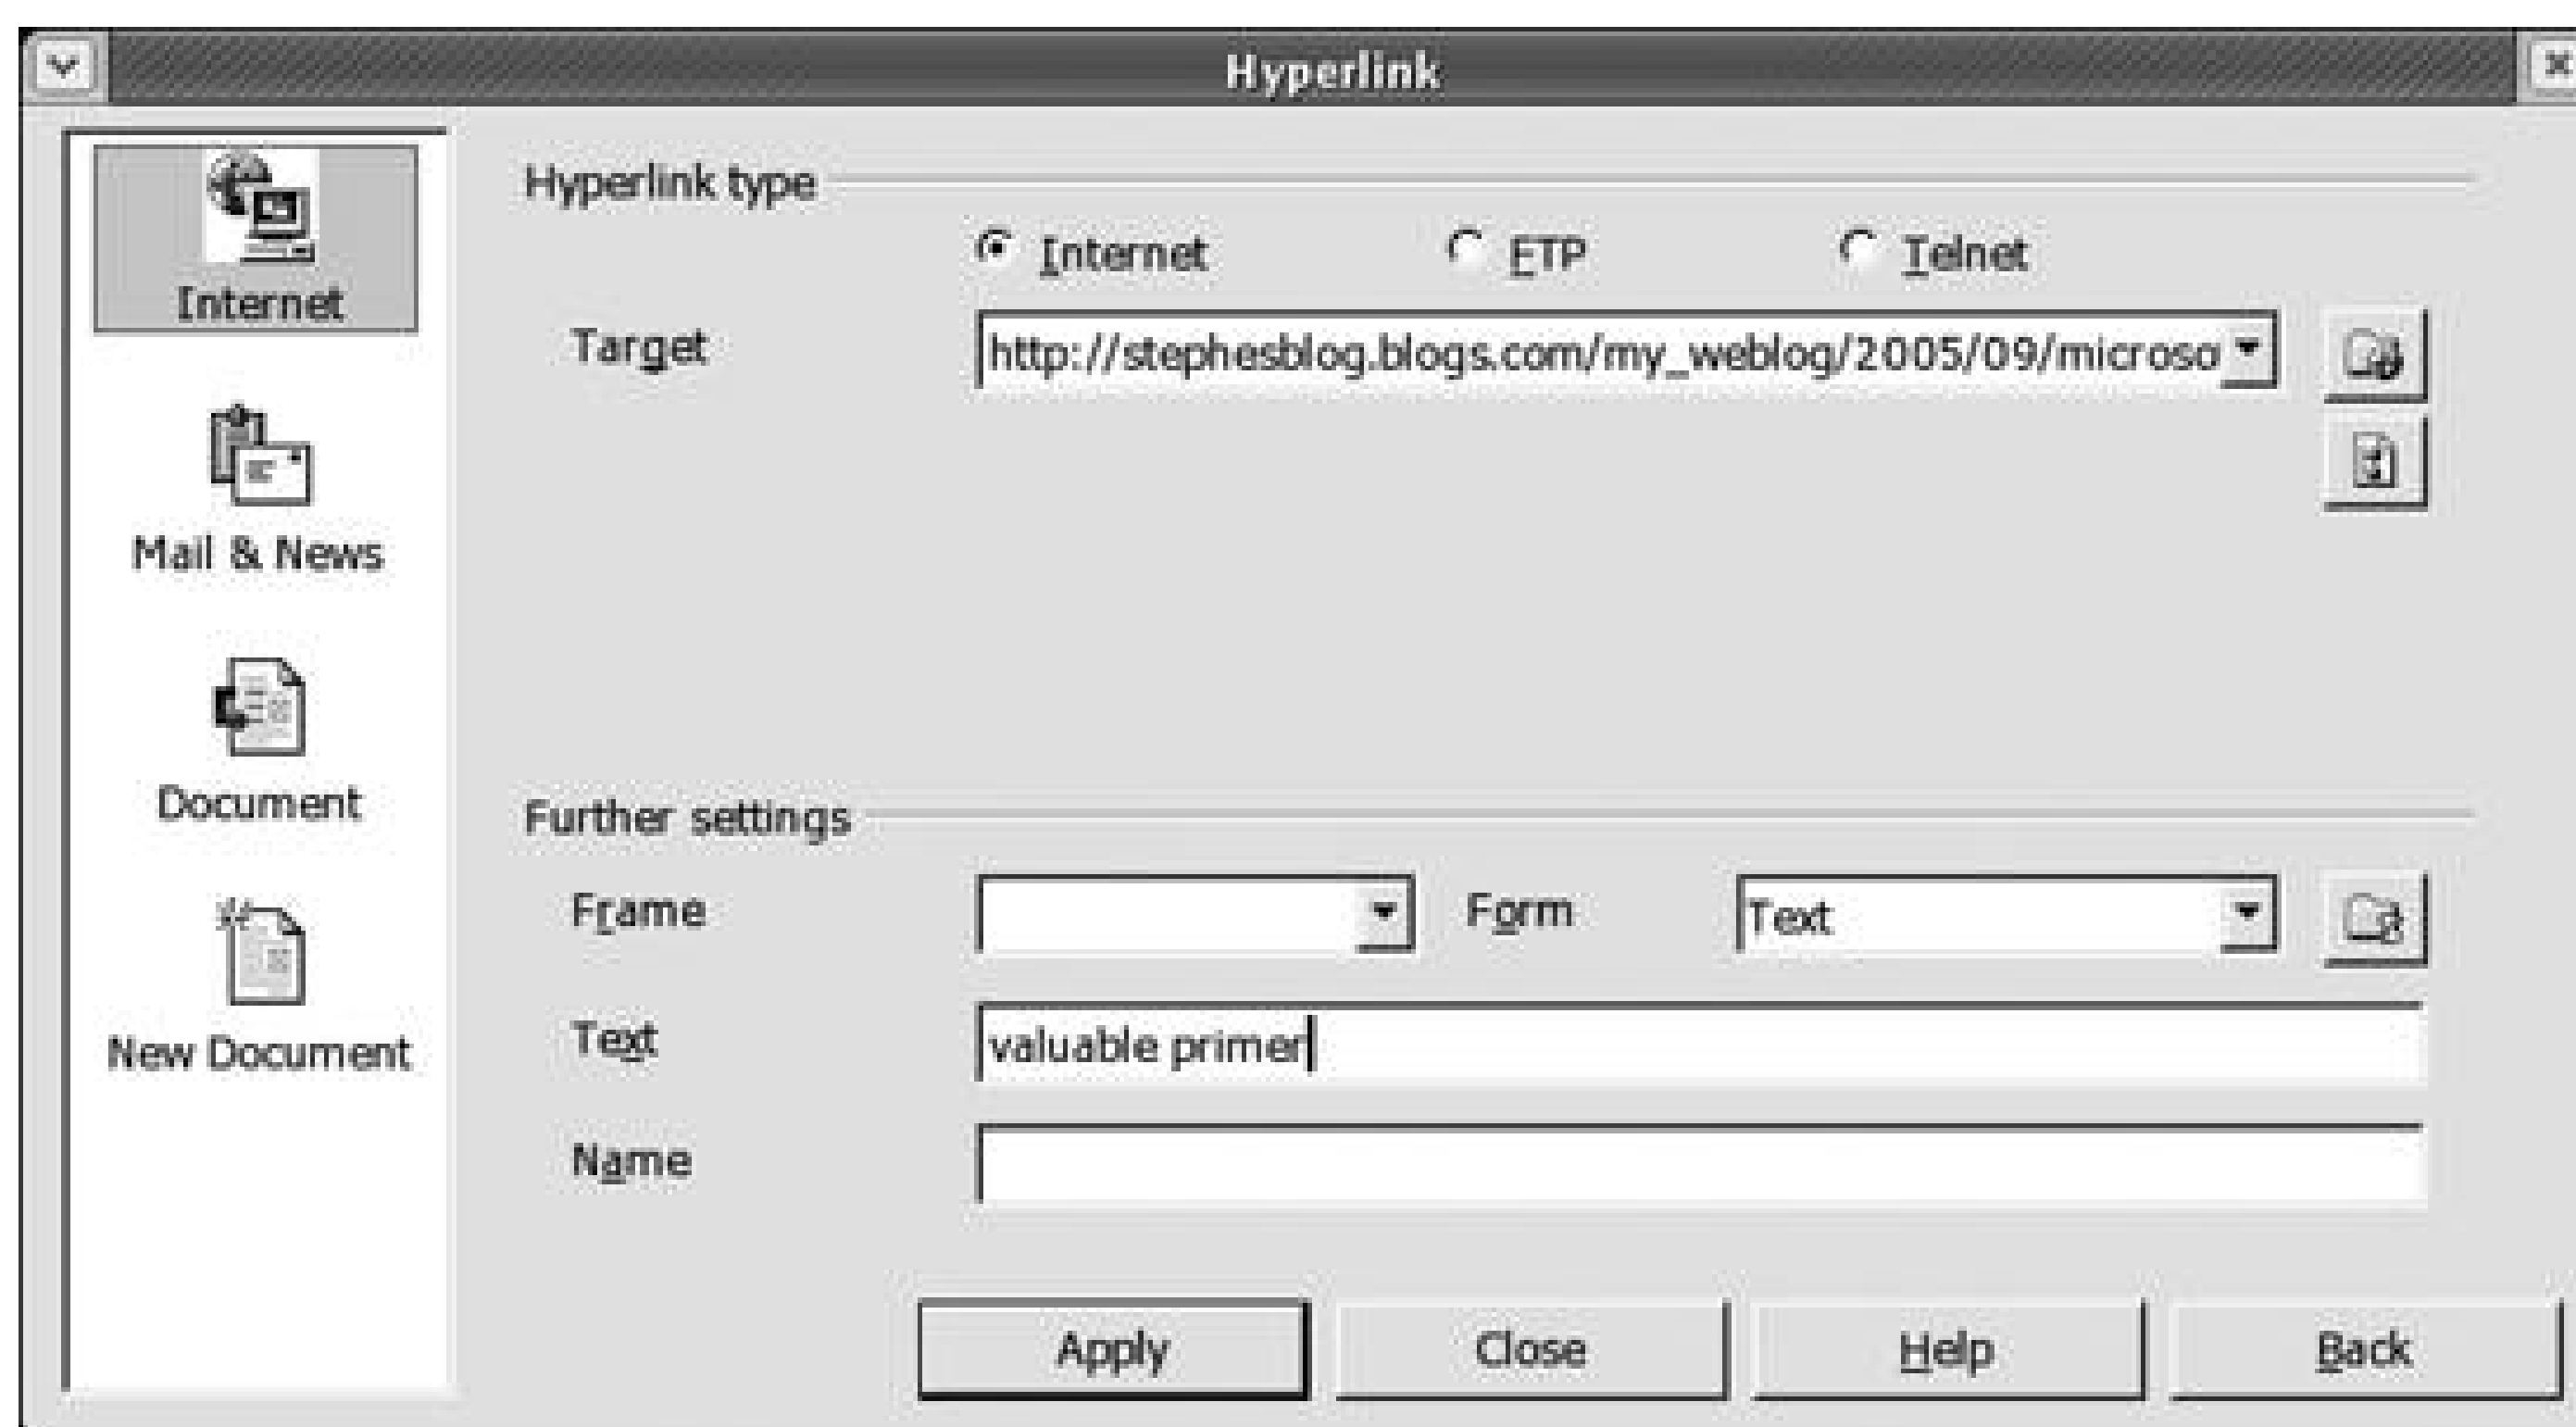 Hyperlink
Internet
Mail & News
Document
New Document
Hyperlink type
Internet FTP Telnet
Target http://stephesblog.blogs.com/my_weblog/2005/09/microso
Further settings
Frame Form Text
Text valuable primer
Name
Apply Close Help Back